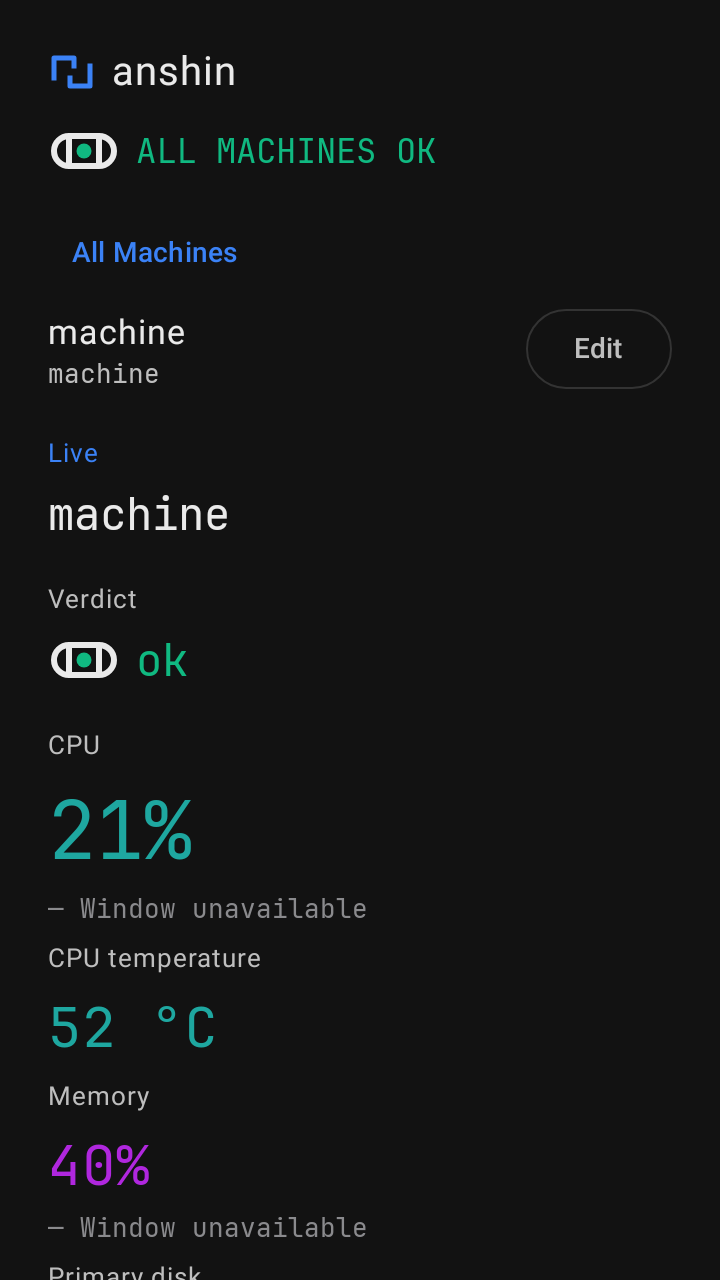 anshin
ALL MACHINES OK
All Machines
machine
Edit
machine
Live
machine
Verdict
ok
CPU
21%
— Window unavailable
CPU temperature
52 °C
Memory
40%
— Window unavailable
Primary disk